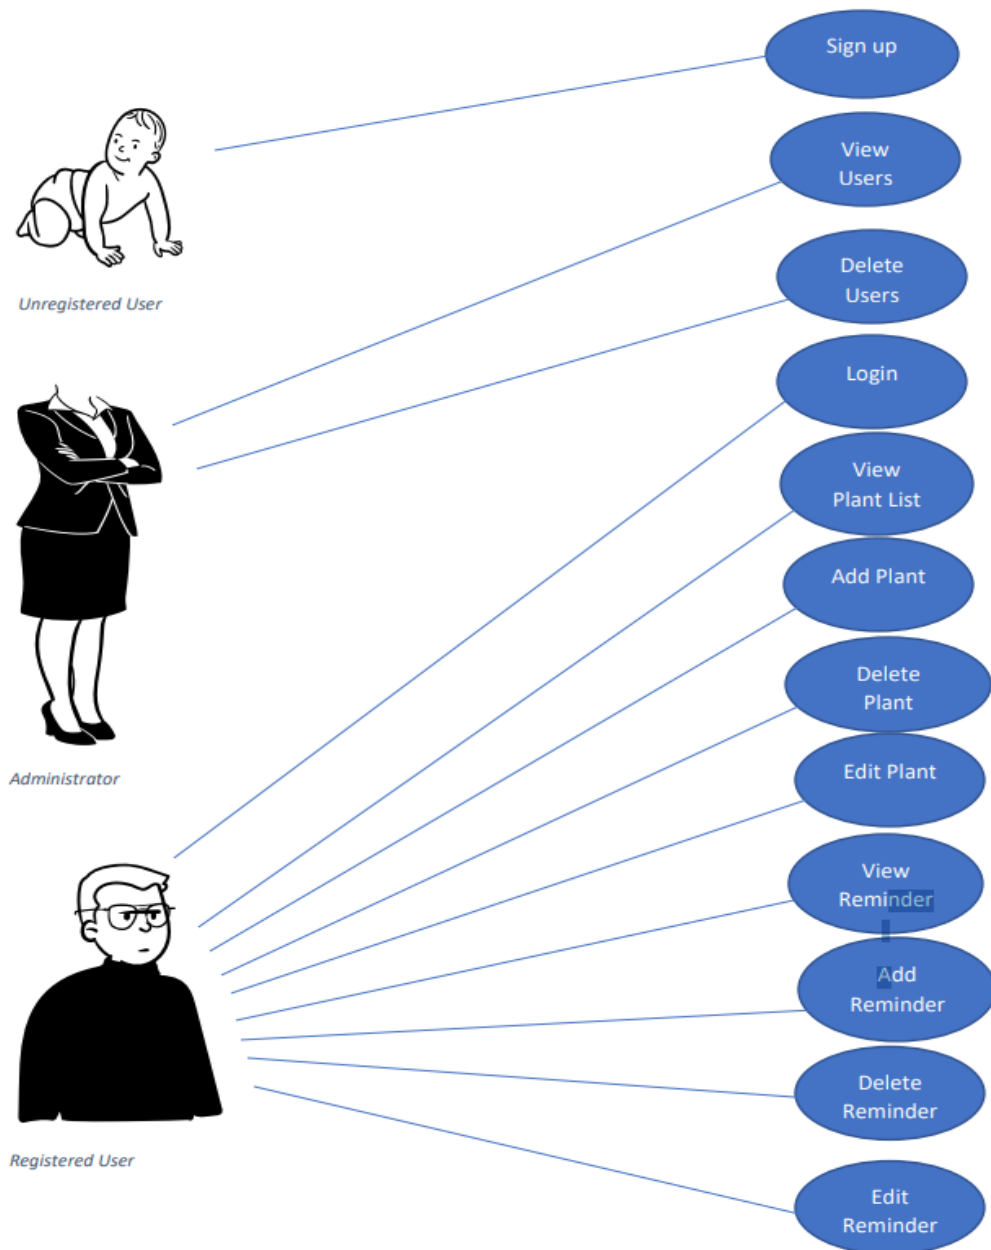 Sign up
View
Users
Delete
Users
Login
View
Plant List
Add Plant
Delete
Plant
Edit Plant
View
Reminder
Add
Reminder
Delete
Reminder
Edit
Reminder
Unregistered User
Administrator
Registered User